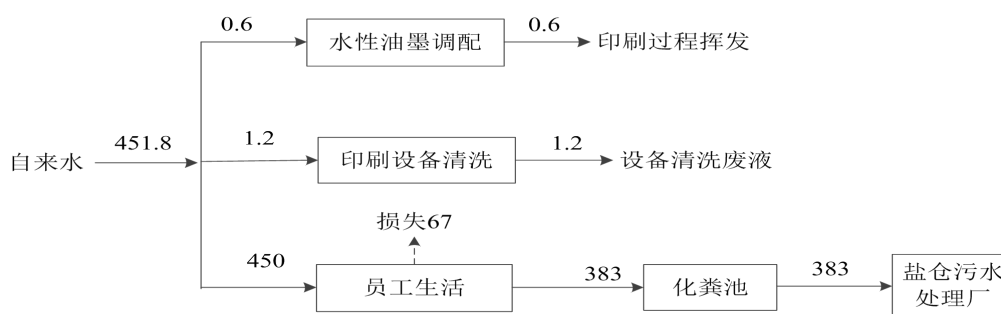 0.6
水性油墨调配
0.6
印刷过程挥发
自来水
451.8
1.2
印刷设备清洗
1.2
设备清洗废液
损失67
450
员工生活
383
化粪池
383
盐仓污水
处理厂